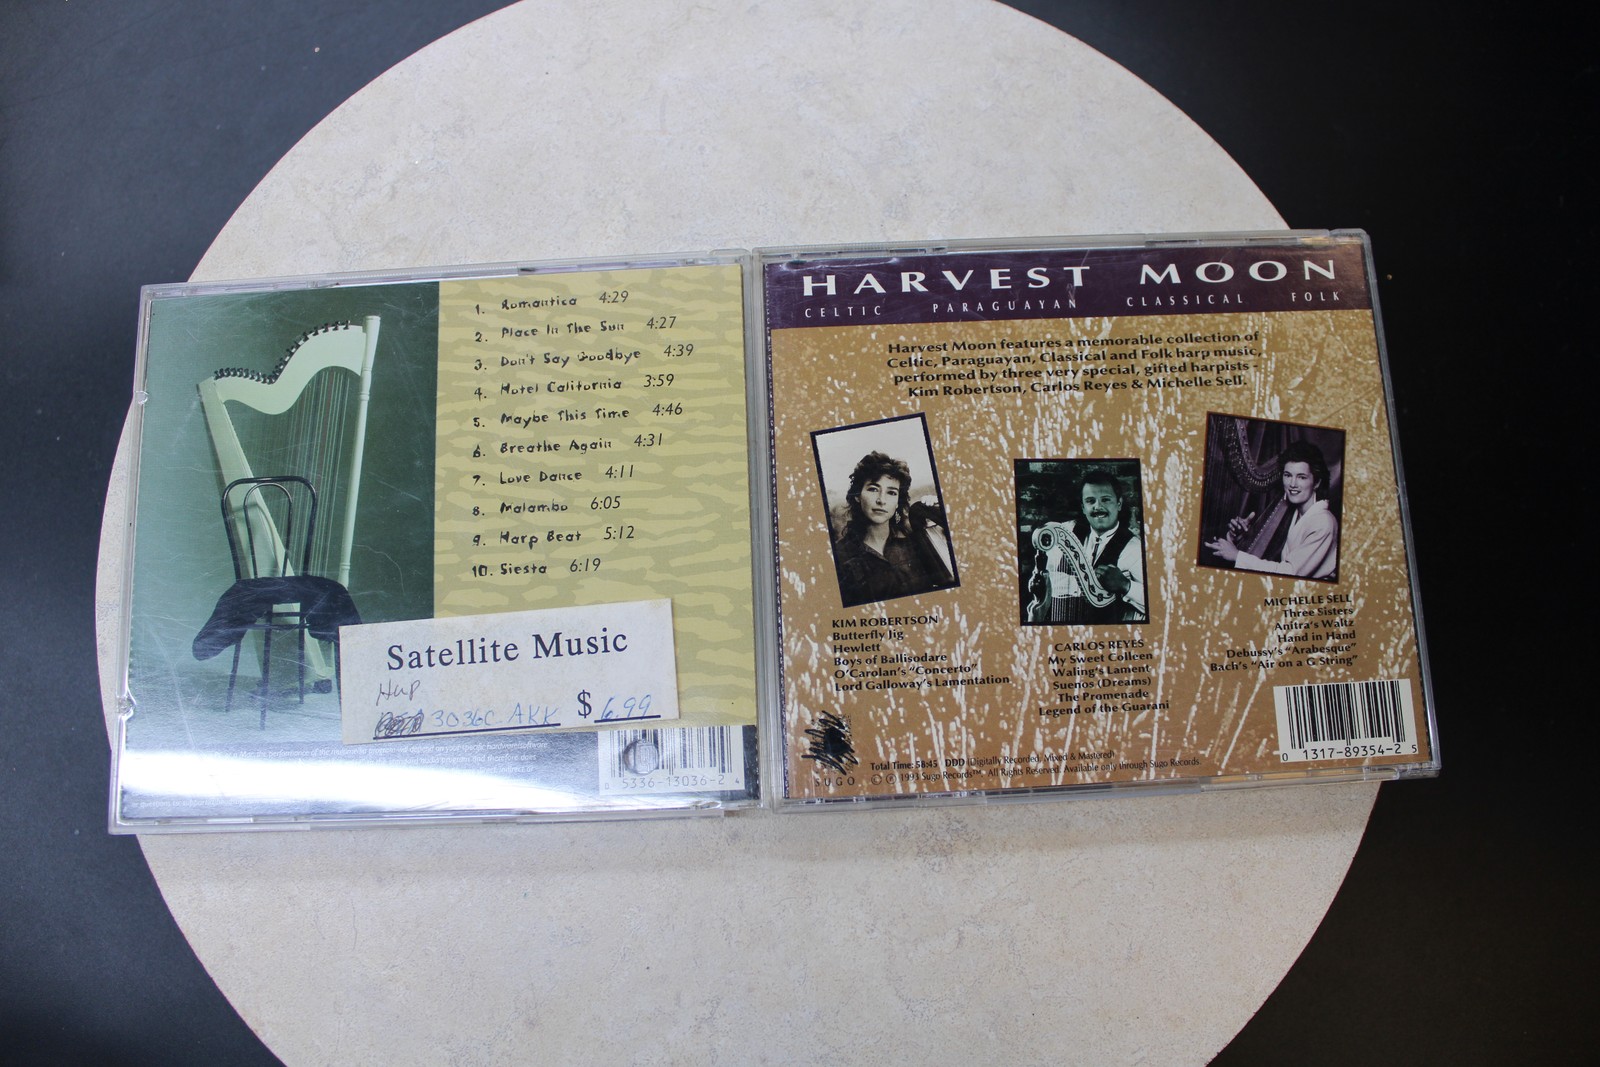 1. Romantica 4:29
2. Place In The Sun 4:27
3. Don't Say Goodbye 4:39
4. Hotel California 3:59
5. Maybe This Time 4:46
6. Breathe Again 4:31
7. Love Dance 4:11
8. Malambo 6:05
9. Harp Beat 5:12
10. Siesta 6:19
Satellite Music
Harp
3036C AKK $ 6.99
5336-13036-2 4
HARVEST MOON
CELTIC PARAGUAYAN CLASSICAL FOLK
Harvest Moon features a memorable collection of
Celtic, Paraguayan, Classical and Folk harp music,
performed by three very special, gifted harpists -
Kim Robertson, Carlos Reyes & Michelle Sell.
KIM ROBERTSON
Butterfly Jig
Hewlett
Boys of Ballisodare
O'Carolan's "Concerto"
Lord Galloway's Lamentation
CARLOS REYES
My Sweet Colleen
Waling's Lament
Suenos (Dreams)
The Promenade
Legend of the Guarani
MICHELLE SELL
Three Sisters
Anitra's Waltz
Hand in Hand
Debussy's "Arabesque"
Bach's "Air on a G String"
SUGO
Total Time: 58:45 DDD (Digitally Recorded, Mixed & Mastered)
© ℗ 1993 Sugo Records™ All Rights Reserved. Available only through Sugo Records.
0 1317-89354-2 5